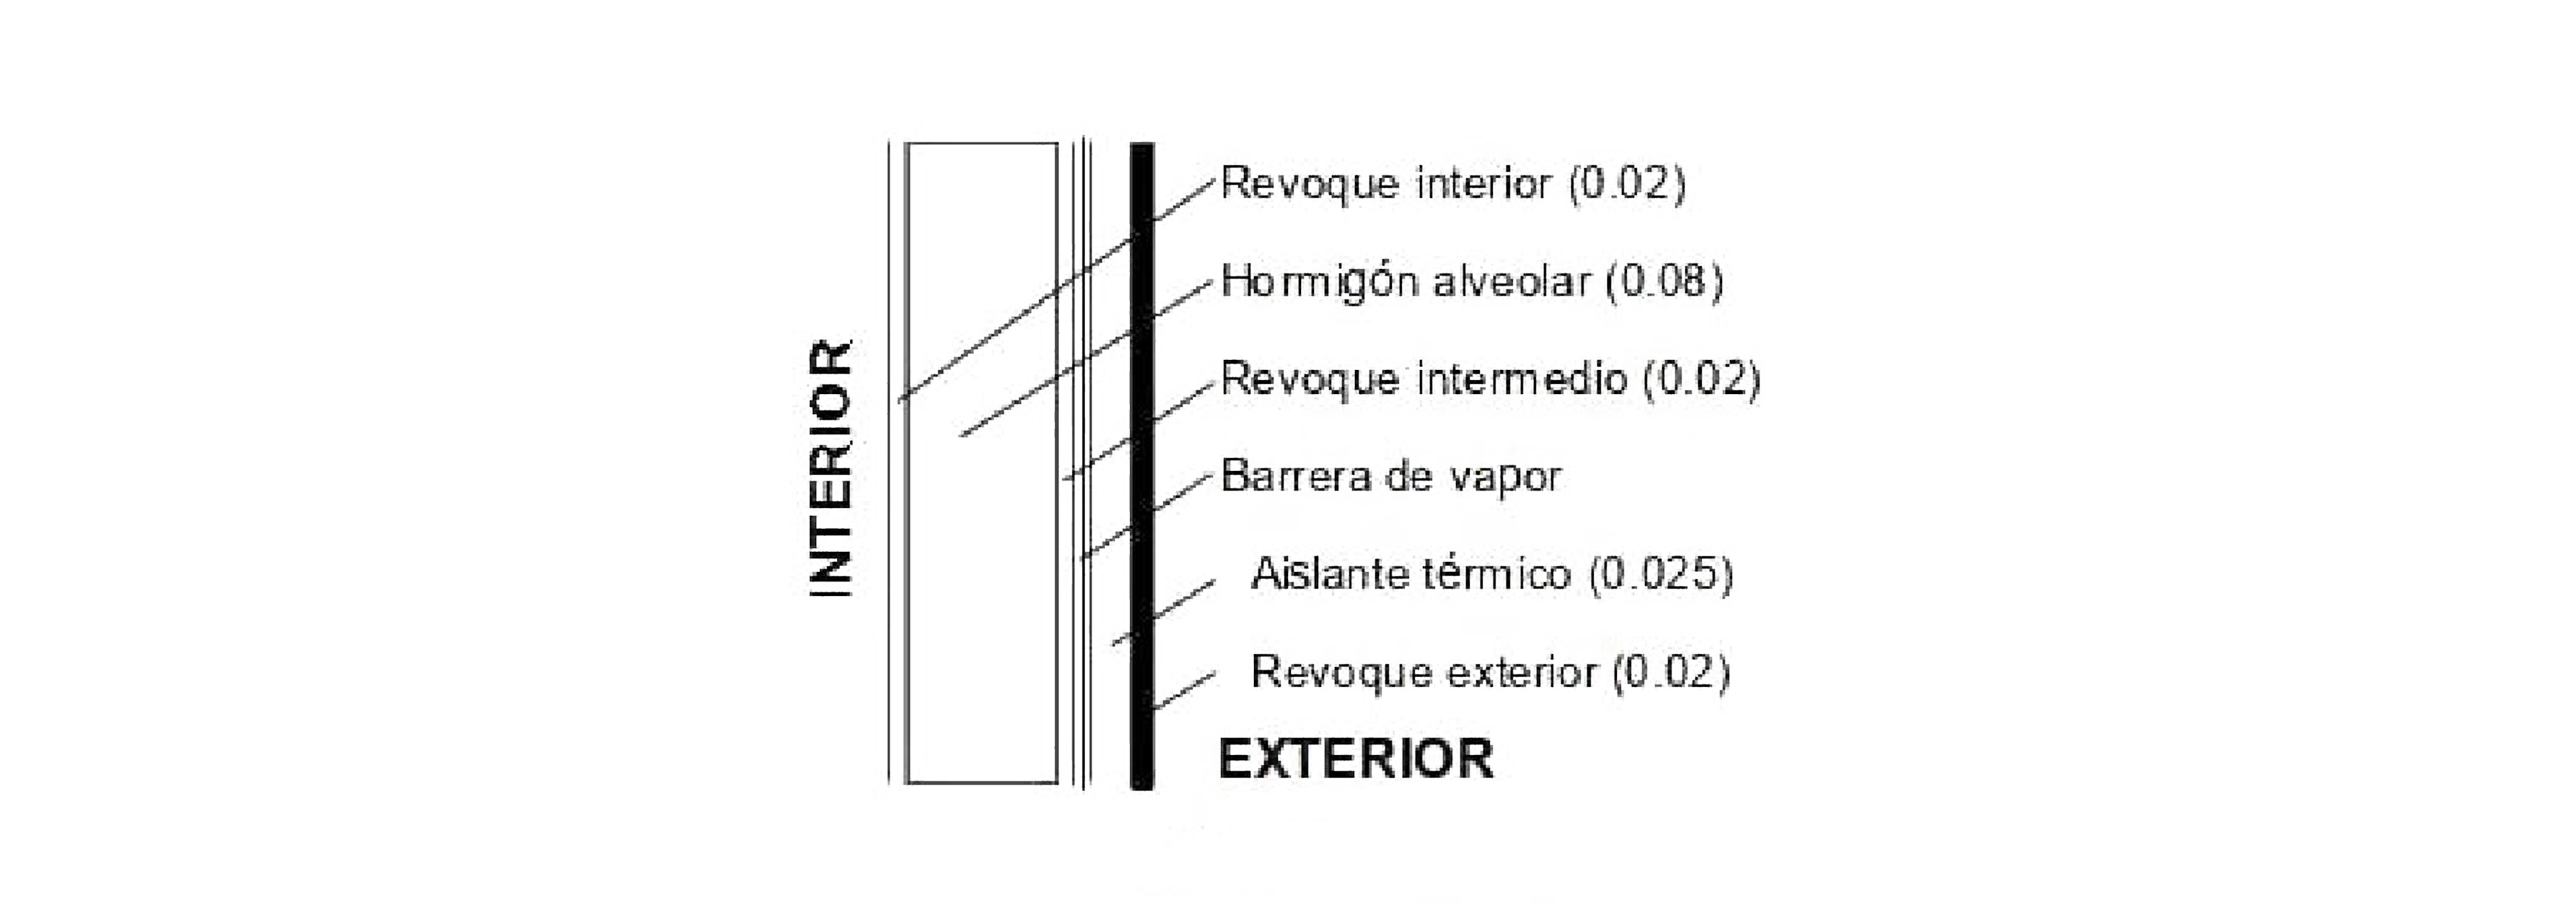 INTERIOR
Revoque interior (0.02)
Hormigón alveolar (0.08)
Revoque intermedio (0.02)
Barrera de vapor
Aislante térmico (0.025)
Revoque exterior (0.02)
EXTERIOR